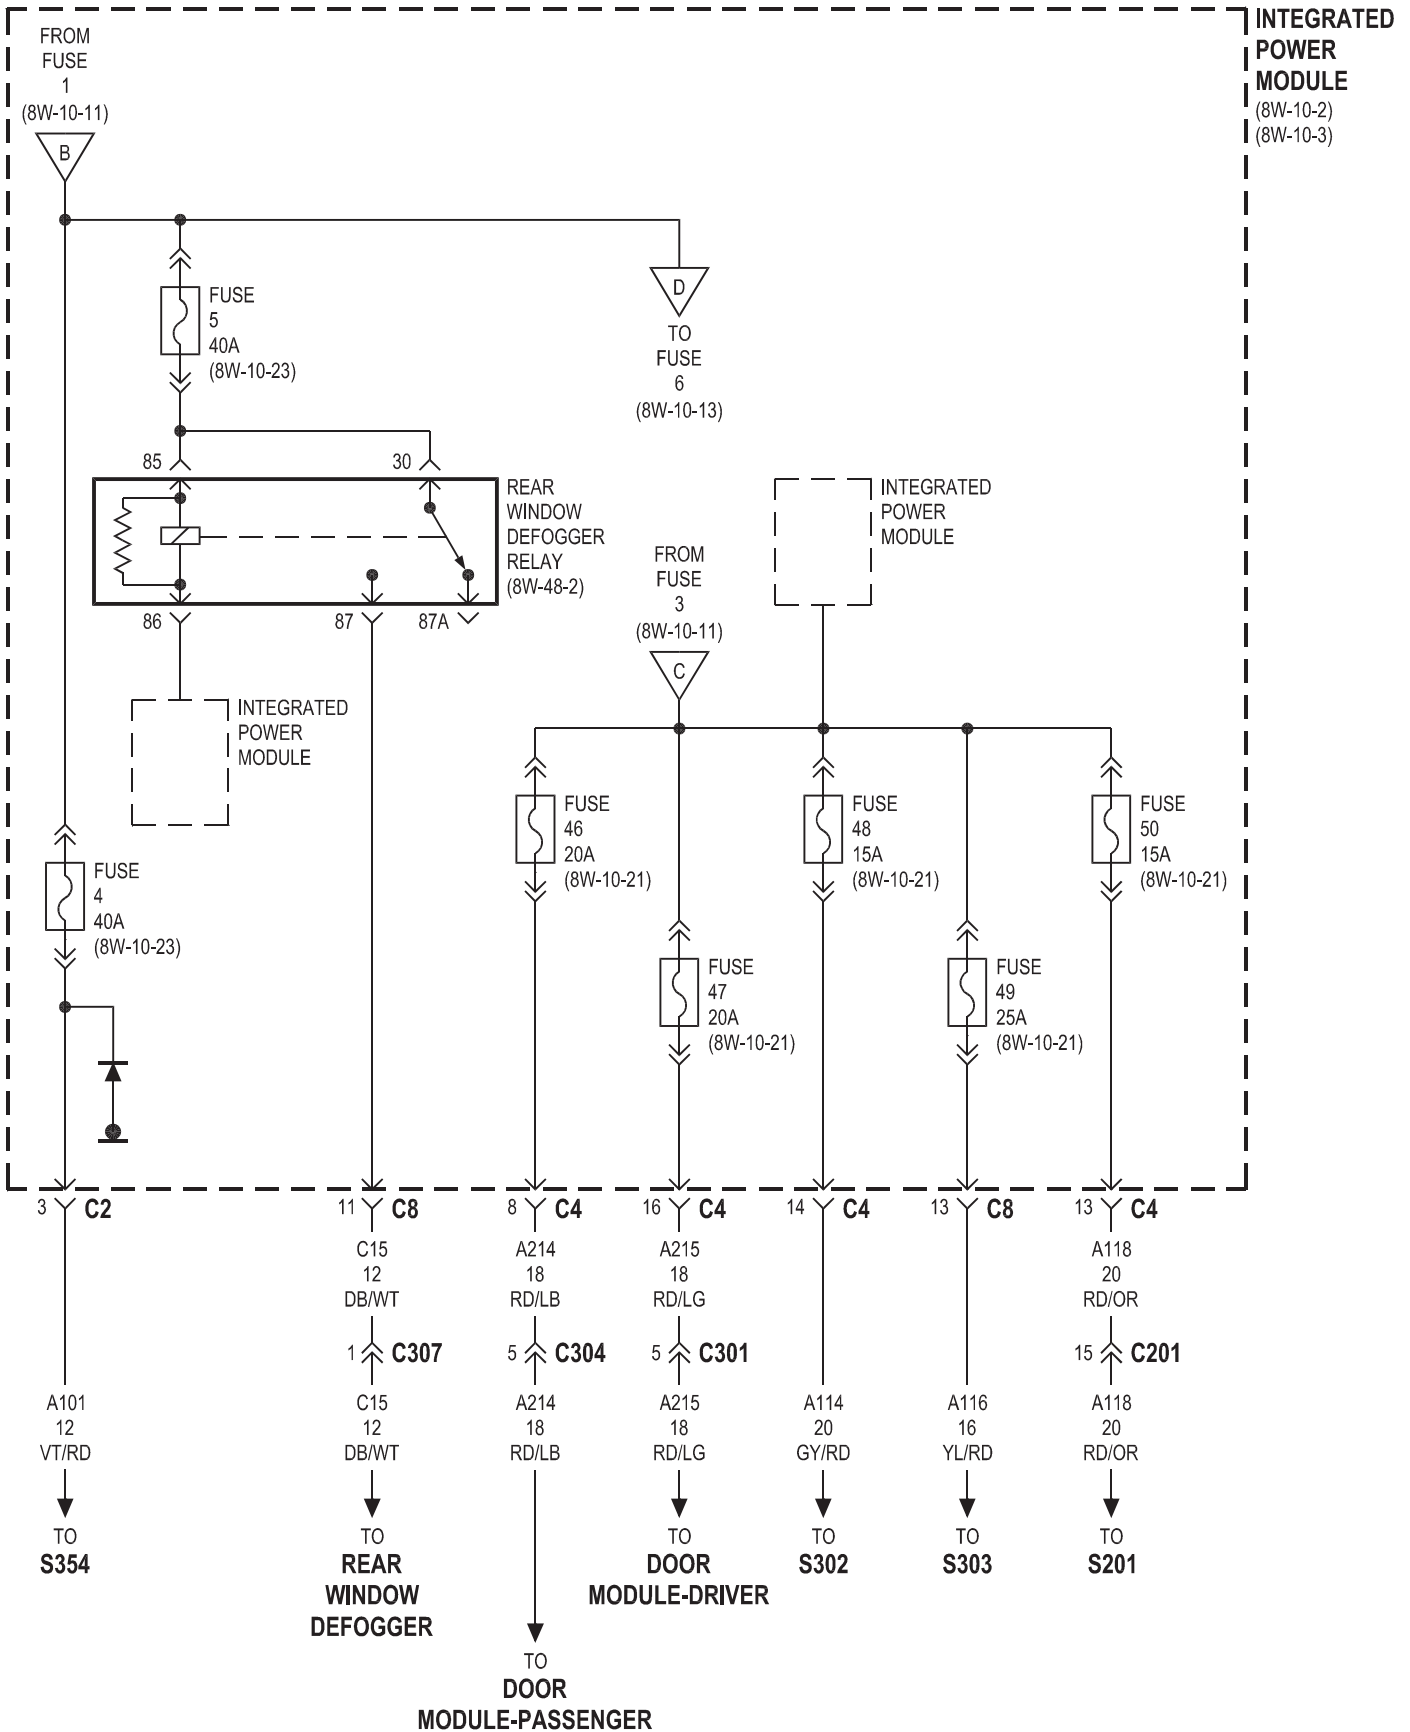 INTEGRATED
POWER
MODULE
(8W-10-2)
(8W-10-3)
FROM
FUSE
1
(8W-10-11)
B
FUSE
5
40A
(8W-10-23)
D
TO
FUSE
6
(8W-10-13)
85
30
REAR
WINDOW
DEFOGGER
RELAY
(8W-48-2)
86
87
87A
INTEGRATED
POWER
MODULE
INTEGRATED
POWER
MODULE
FROM
FUSE
3
(8W-10-11)
C
FUSE
4
40A
(8W-10-23)
FUSE
46
20A
(8W-10-21)
FUSE
47
20A
(8W-10-21)
FUSE
48
15A
(8W-10-21)
FUSE
49
25A
(8W-10-21)
FUSE
50
15A
(8W-10-21)
3 C2
A101
12
VT/RD
TO
S354
11 C8
C15
12
DB/WT
1 C307
C15
12
DB/WT
TO
REAR
WINDOW
DEFOGGER
8 C4
A214
18
RD/LB
5 C304
A214
18
RD/LB
TO
DOOR
MODULE-PASSENGER
16 C4
A215
18
RD/LG
5 C301
A215
18
RD/LG
TO
DOOR
MODULE-DRIVER
14 C4
A114
20
GY/RD
TO
S302
13 C8
A116
16
YL/RD
TO
S303
13 C4
A118
20
RD/OR
15 C201
A118
20
RD/OR
TO
S201